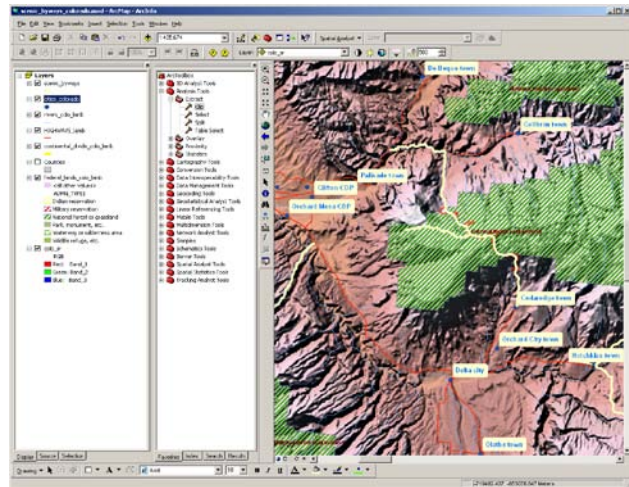 scenic_byways_colorado.mxd - ArcMap - ArcInfo
File Edit View Bookmarks Insert Selection Tools Window Help
Spatial Analyst
Layer:
Layers
scenic_byways
cities_colorado
rivers_colo_lamb
HIGHWAYS_lamb
continental_divide_colo_lamb
Counties
Federal_lands_colo_lamb
<all other values>
Indian reservation
Military reservation
National forest or grassland
Park, monument, etc.
Waterway or wilderness area
Wildlife refuge, etc.
RGB
Red: Band_1
Green: Band_2
Blue: Band_3
Display Source Selection
ArcToolbox
3D Analyst Tools
Analysis Tools
Extract
Clip
Select
Split
Table Select
Overlay
Proximity
Statistics
Cartography Tools
Conversion Tools
Data Interoperability Tools
Data Management Tools
Geocoding Tools
Geostatistical Analyst Tools
Linear Referencing Tools
Mobile Tools
Multidimension Tools
Network Analyst Tools
Samples
Schematics Tools
Server Tools
Spatial Analyst Tools
Spatial Statistics Tools
Tracking Analyst Tools
Favorites Index Search Results
De Beque town
Collbran town
Palisade town
Clifton CDP
Orchard Mesa CDP
Cedaredge town
Orchard City town
Hotchkiss town
Delta city
Olathe town
Drawing
Arial
10
B I U A